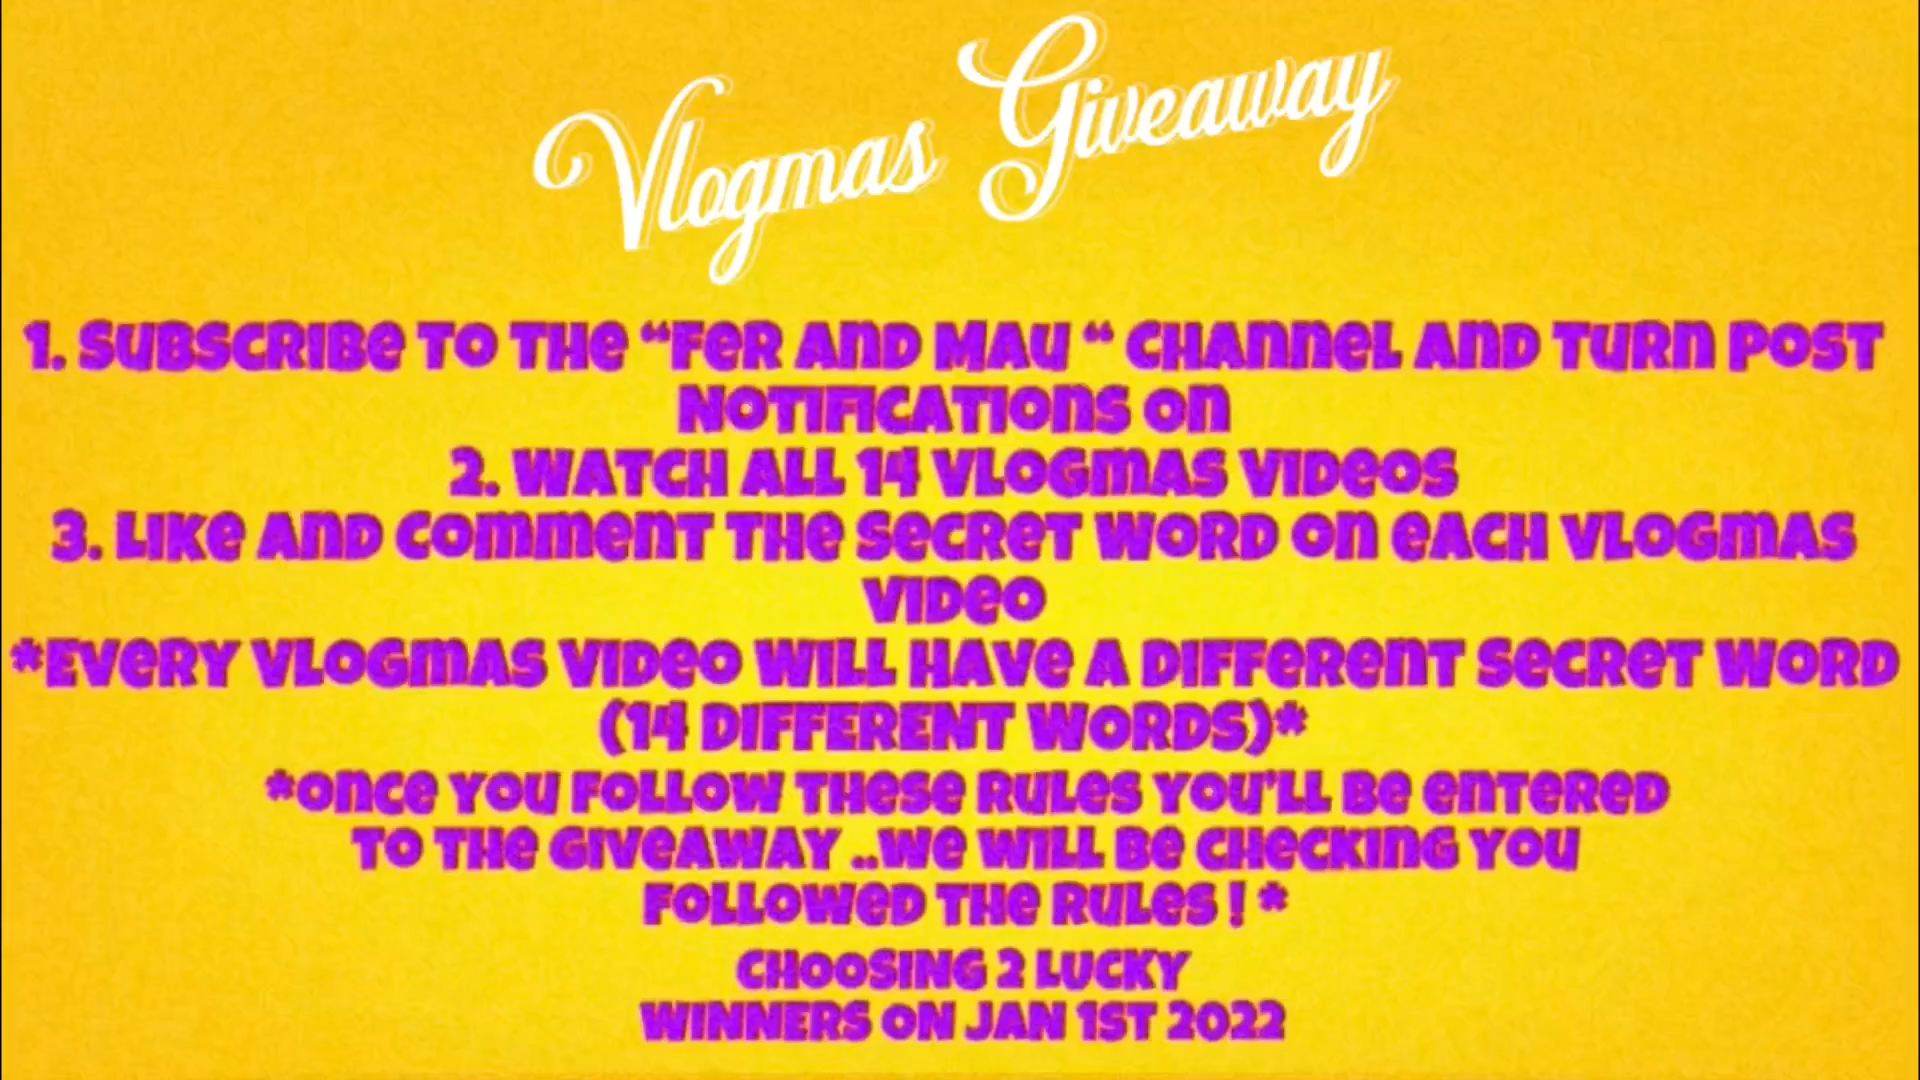 Vlogmas Giveaway
1. Subscribe to the “Fer and Mau “ channel and turn post
notifications on
2. Watch all 14 vlogmas videos
3. Like and comment the secret word on each vlogmas
video
*Every vlogmas video will have a different secret word
(14 DIFFERENT WORDS)*
*once you follow these rules you'll be entered
to the giveaway ..we will be checking you
followed the rules ! *
CHOOSING 2 LUCKY
WINNERS ON JAN 1ST 2022